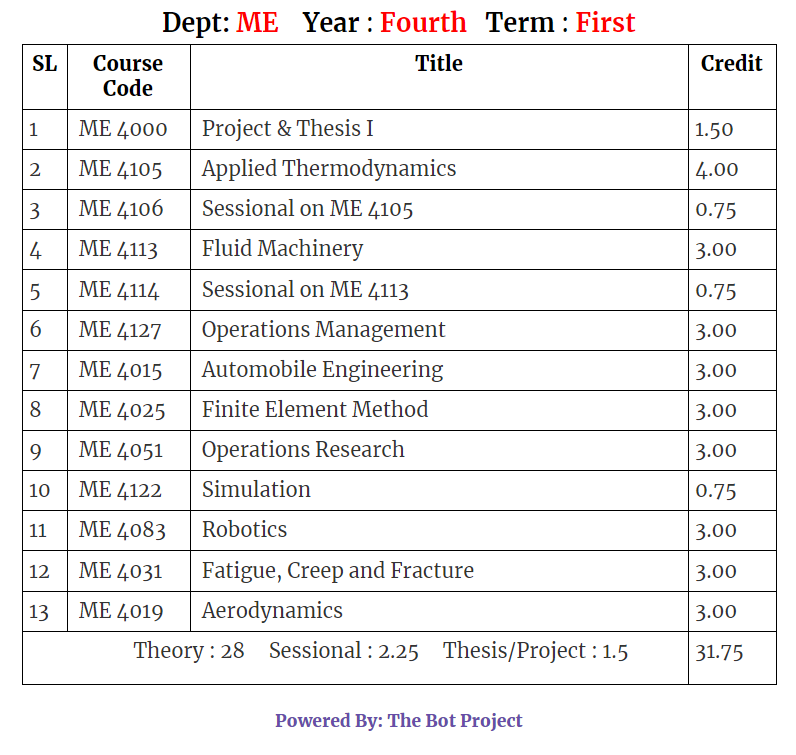 Dept: ME Year : Fourth Term : First
SL Course Code Title Credit
1 ME 4000 Project & Thesis I 1.50
2 ME 4105 Applied Thermodynamics 4.00
3 ME 4106 Sessional on ME 4105 0.75
4 ME 4113 Fluid Machinery 3.00
5 ME 4114 Sessional on ME 4113 0.75
6 ME 4127 Operations Management 3.00
7 ME 4015 Automobile Engineering 3.00
8 ME 4025 Finite Element Method 3.00
9 ME 4051 Operations Research 3.00
10 ME 4122 Simulation 0.75
11 ME 4083 Robotics 3.00
12 ME 4031 Fatigue, Creep and Fracture 3.00
13 ME 4019 Aerodynamics 3.00
Theory : 28 Sessional : 2.25 Thesis/Project : 1.5 31.75
Powered By: The Bot Project